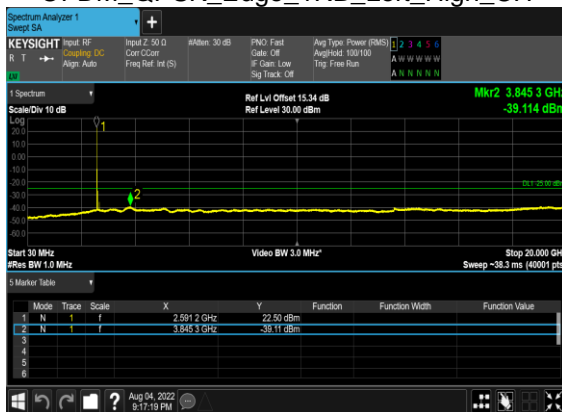 Spectrum Analyzer 1
Swept SA
KEYSIGHT Input: RF Input Z: 50 Ω #Atten: 30 dB PNO: Fast Avg Type: Power (RMS) 1 2 3 4 5 6
R T Coupling: DC Corr CCorr Gate: Off Avg|Hold: 100/100 A W W W W W
Align: Auto Freq Ref: Int (S) IF Gain: Low Trig: Free Run
Sig Track: Off A N N N N N
1 Spectrum Ref Lvl Offset 15.34 dB Mkr2 3.845 3 GHz
Scale/Div 10 dB Ref Level 30.00 dBm -39.114 dBm
Log
20.0
10.0
0.00
-10.0
-20.0
-30.0
-40.0
-50.0
-60.0
1
2
Start 30 MHz Video BW 3.0 MHz* Stop 20.000 GHz
#Res BW 1.0 MHz Sweep ~38.3 ms (40001 pts)
5 Marker Table
Mode Trace Scale X Y Function Function Width Function Value
1 N 1 f 2.591 2 GHz 22.50 dBm
2 N 1 f 3.845 3 GHz -39.11 dBm
3
4
5
6
Aug 04, 2022
9:17:19 PM